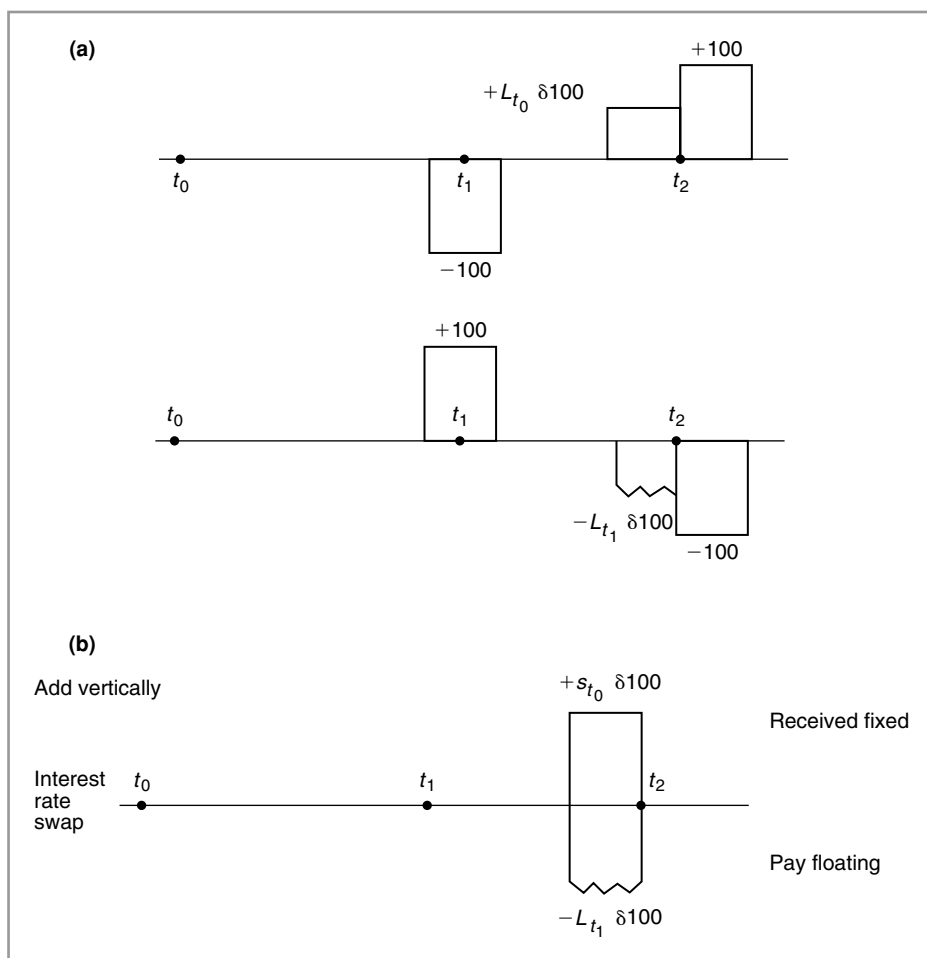 (a)
+100
+L_{t_0} δ100
t_0
t_1
t_2
−100
+100
t_0
t_1
t_2
−L_{t_1} δ100
−100
(b)
Add vertically
+s_{t_0} δ100
Received fixed
Interest
rate
swap
t_0
t_1
t_2
Pay floating
−L_{t_1} δ100